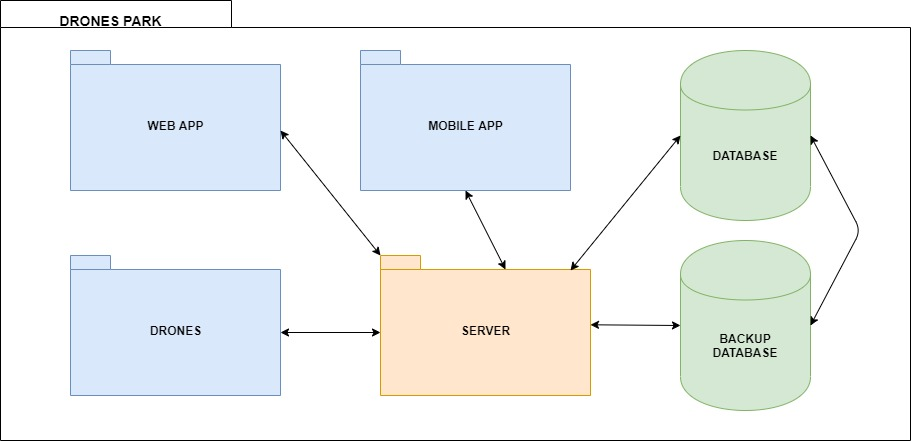 DRONES PARK
WEB APP
MOBILE APP
DATABASE
DRONES
SERVER
BACKUP
DATABASE